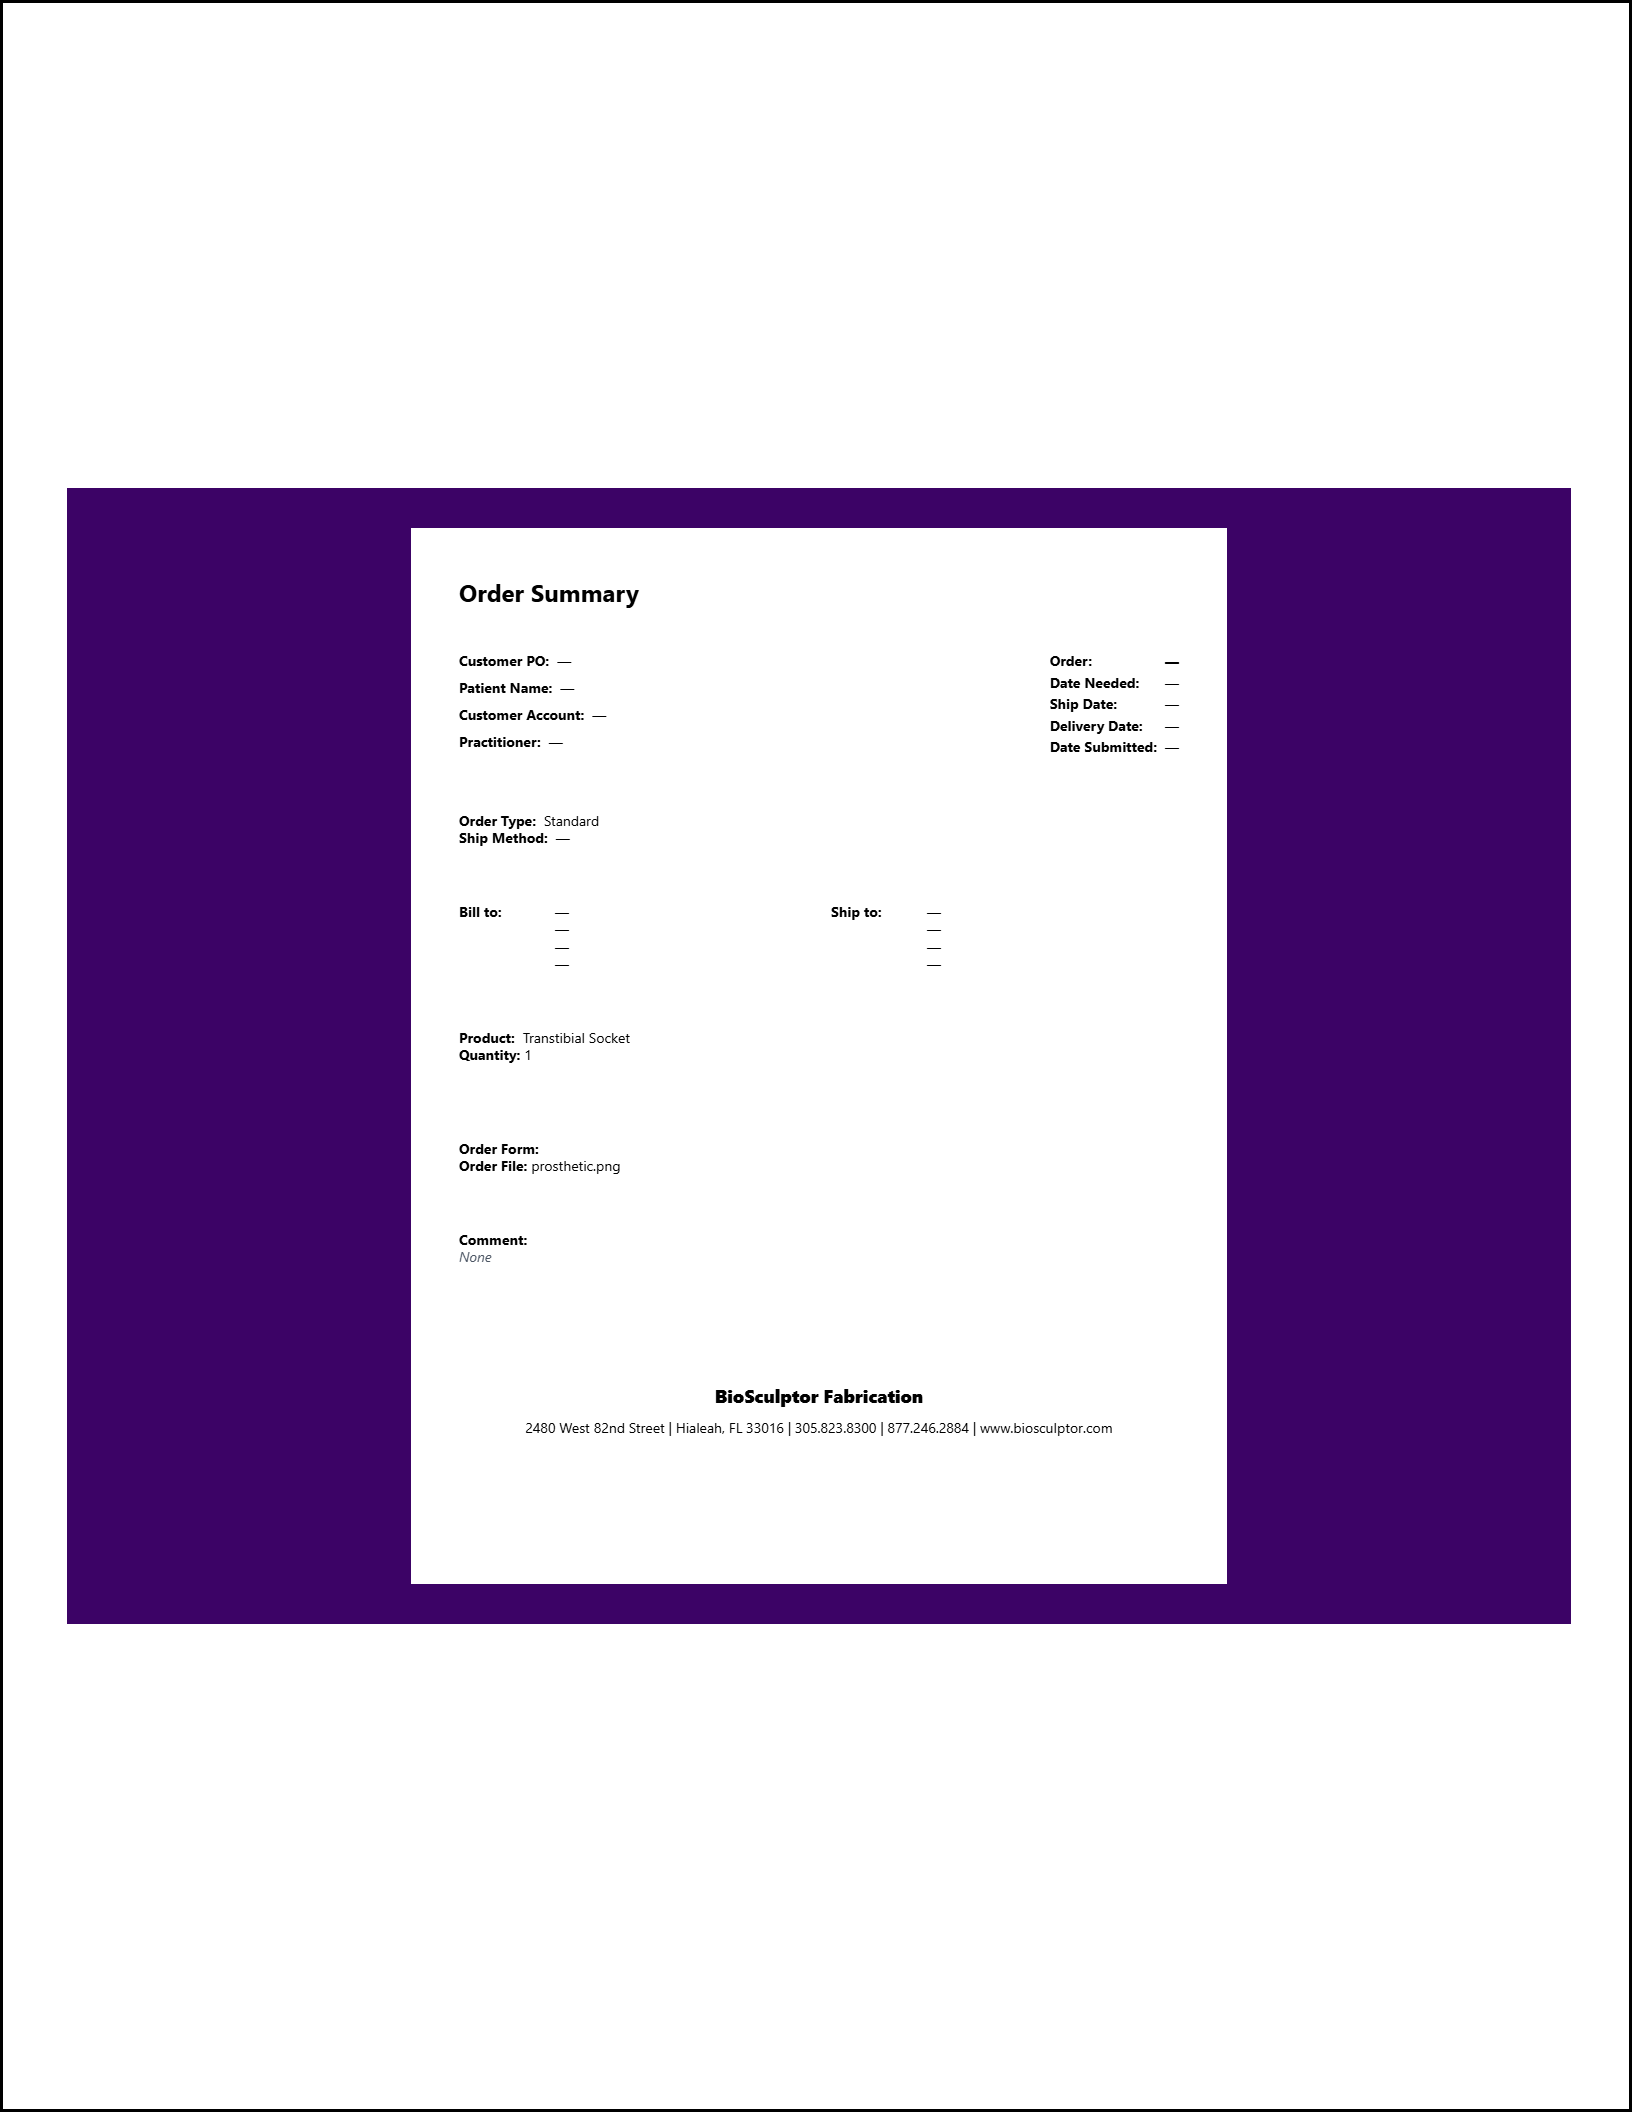 Order Summary
Customer PO: —
Patient Name: —
Customer Account: —
Practitioner: —
Order: —
Date Needed: —
Ship Date: —
Delivery Date: —
Date Submitted: —
Order Type: Standard
Ship Method: —
Bill to: —
—
—
—
Ship to: —
—
—
—
Product: Transtibial Socket
Quantity: 1
Order Form:
Order File: prosthetic.png
Comment:
None
BioSculptor Fabrication
2480 West 82nd Street | Hialeah, FL 33016 | 305.823.8300 | 877.246.2884 | www.biosculptor.com